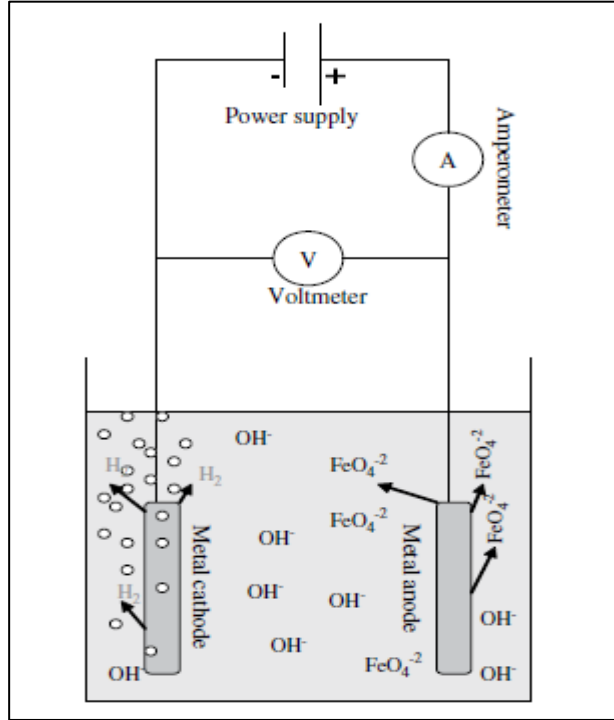 - +
Power supply
A
Amperometer
V
Voltmeter
OH⁻
H₂
H₂
FeO₄⁻²
FeO₄⁻²
FeO₄⁻²
FeO₄⁻²
Metal cathode
Metal anode
OH⁻
OH⁻
OH⁻
OH⁻
H₂
OH⁻
OH⁻
FeO₄⁻²
OH⁻
OH⁻